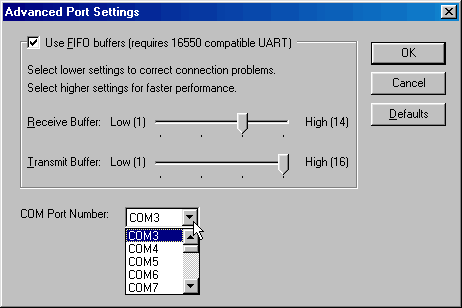 Advanced Port Settings
Use FIFO buffers (requires 16550 compatible UART)
OK
Select lower settings to correct connection problems.
Cancel
Select higher settings for faster performance.
Defaults
Receive Buffer: Low (1) High (14)
Transmit Buffer: Low (1) High (16)
COM Port Number: COM3
COM3
COM4
COM5
COM6
COM7